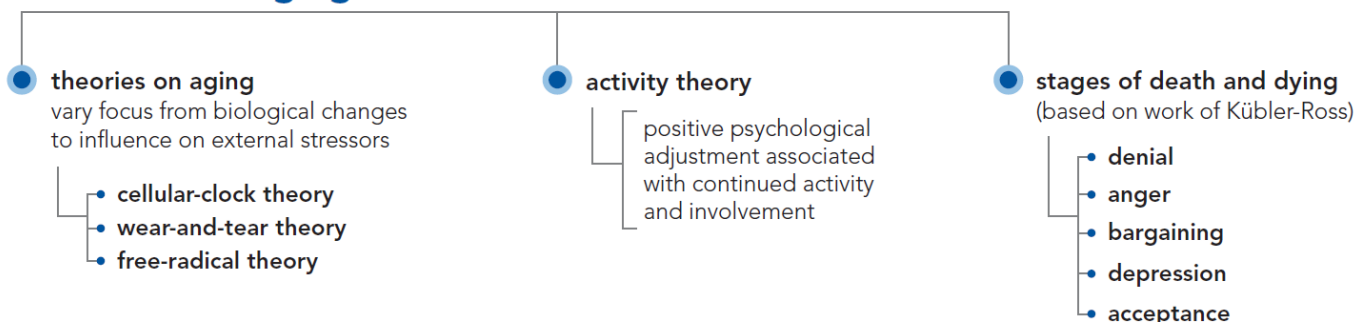 theories on aging
vary focus from biological changes
to influence on external stressors
cellular-clock theory
wear-and-tear theory
free-radical theory
activity theory
positive psychological
adjustment associated
with continued activity
and involvement
stages of death and dying
(based on work of Kübler-Ross)
denial
anger
bargaining
depression
acceptance